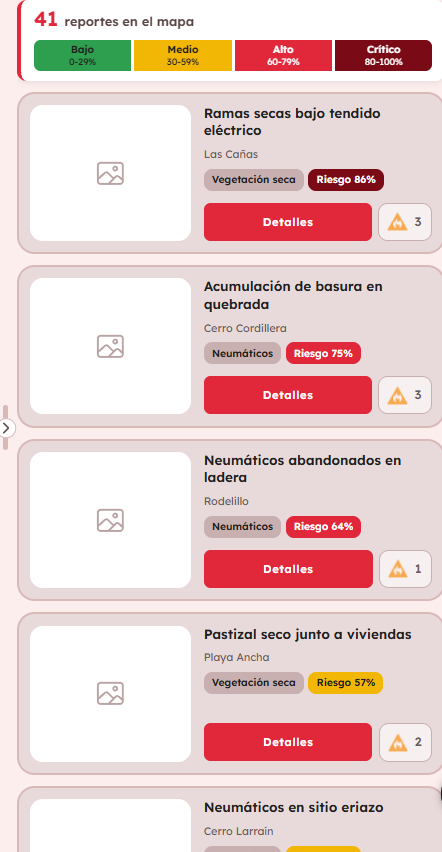 41 reportes en el mapa
Bajo Medio Alto Crítico
0-29% 30-59% 60-79% 80-100%
Ramas secas bajo tendido
eléctrico
Las Cañas
Vegetación seca Riesgo 86%
Detalles 3
Acumulación de basura en
quebrada
Cerro Cordillera
Neumáticos Riesgo 75%
Detalles 3
Neumáticos abandonados en
ladera
Rodelillo
Neumáticos Riesgo 64%
Detalles 1
Pastizal seco junto a viviendas
Playa Ancha
Vegetación seca Riesgo 57%
Detalles 2
Neumáticos en sitio eriazo
Cerro Larraín